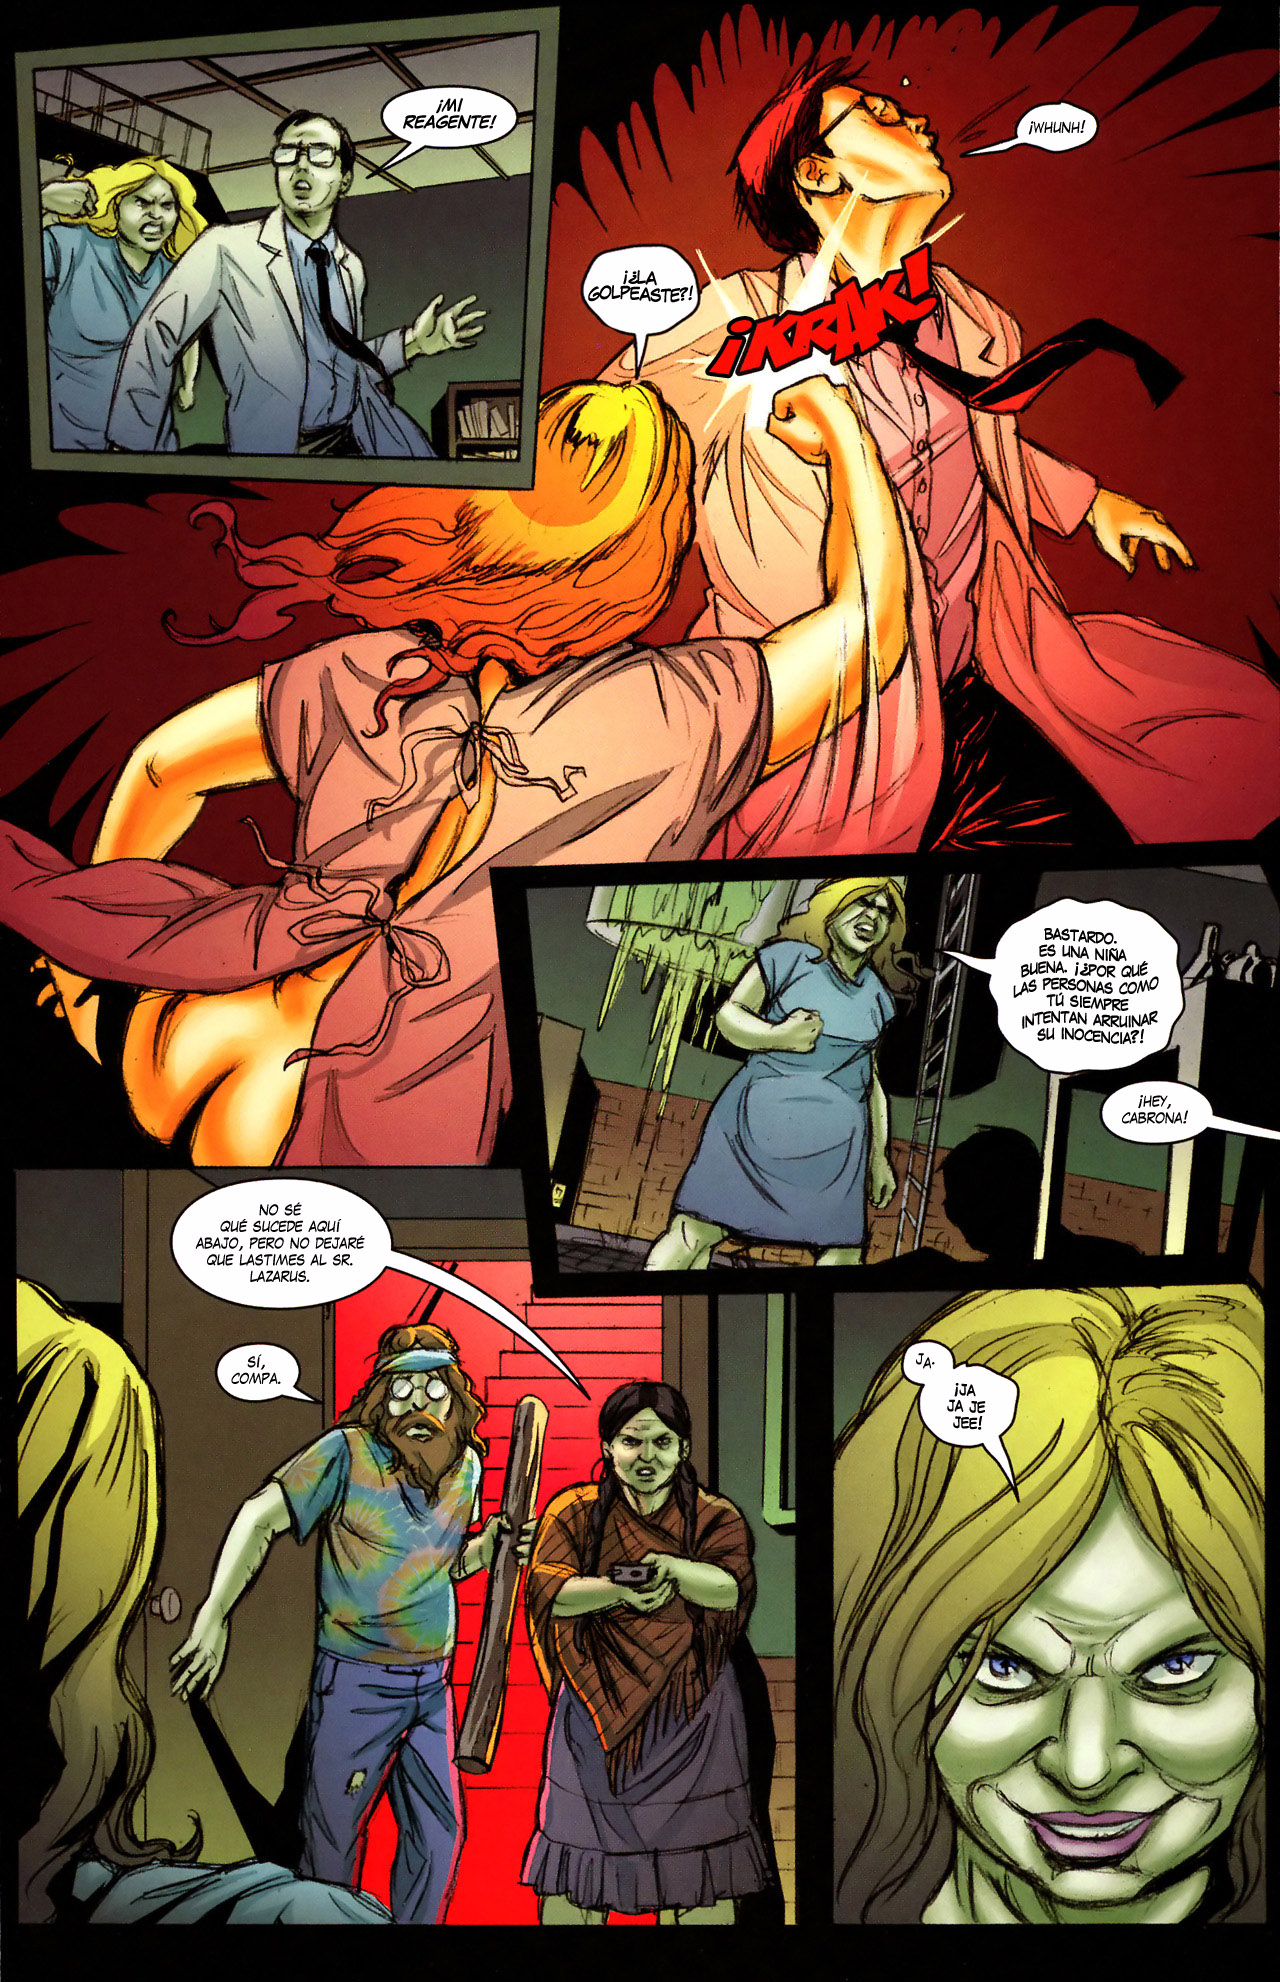 ¡MI
REAGENTE!
¡WHUNH!
¡¿LA
GOLPEASTE?!
¡KRAK!
BASTARDO.
ES UNA NIÑA
BUENA. ¡¿POR QUÉ
LAS PERSONAS COMO
TÚ SIEMPRE
INTENTAN ARRUINAR
SU INOCENCIA?!
¡HEY,
CABRONA!
NO SÉ
QUÉ SUCEDE AQUÍ
ABAJO, PERO NO DEJARÉ
QUE LASTIMES AL SR.
LAZARUS.
SÍ,
COMPA.
JA.
¡JA
JA JE
JEE!